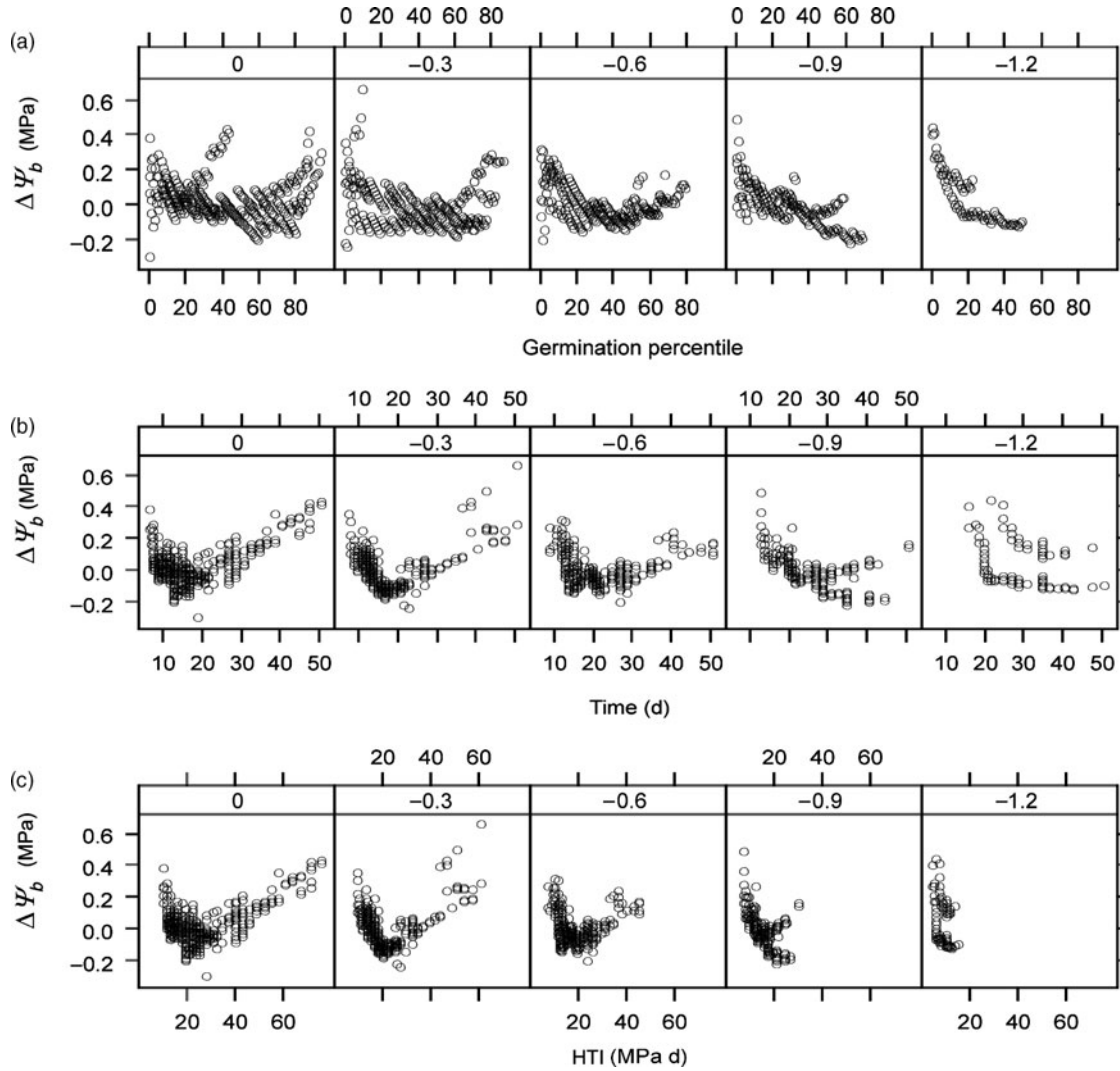 0 20 40 60 80 0 20 40 60 80
(a)
0 −0.3 −0.6 −0.9 −1.2
ΔΨb (MPa)
0.6
0.4
0.2
0.0
−0.2
0 20 40 60 80 0 20 40 60 80 0 20 40 60 80
Germination percentile
10 20 30 40 50 10 20 30 40 50
(b)
0 −0.3 −0.6 −0.9 −1.2
ΔΨb (MPa)
0.6
0.4
0.2
0.0
−0.2
10 20 30 40 50 10 20 30 40 50 10 20 30 40 50
Time (d)
20 40 60 20 40 60
(c)
0 −0.3 −0.6 −0.9 −1.2
ΔΨb (MPa)
0.6
0.4
0.2
0.0
−0.2
20 40 60 20 40 60 20 40 60
HTI (MPa d)